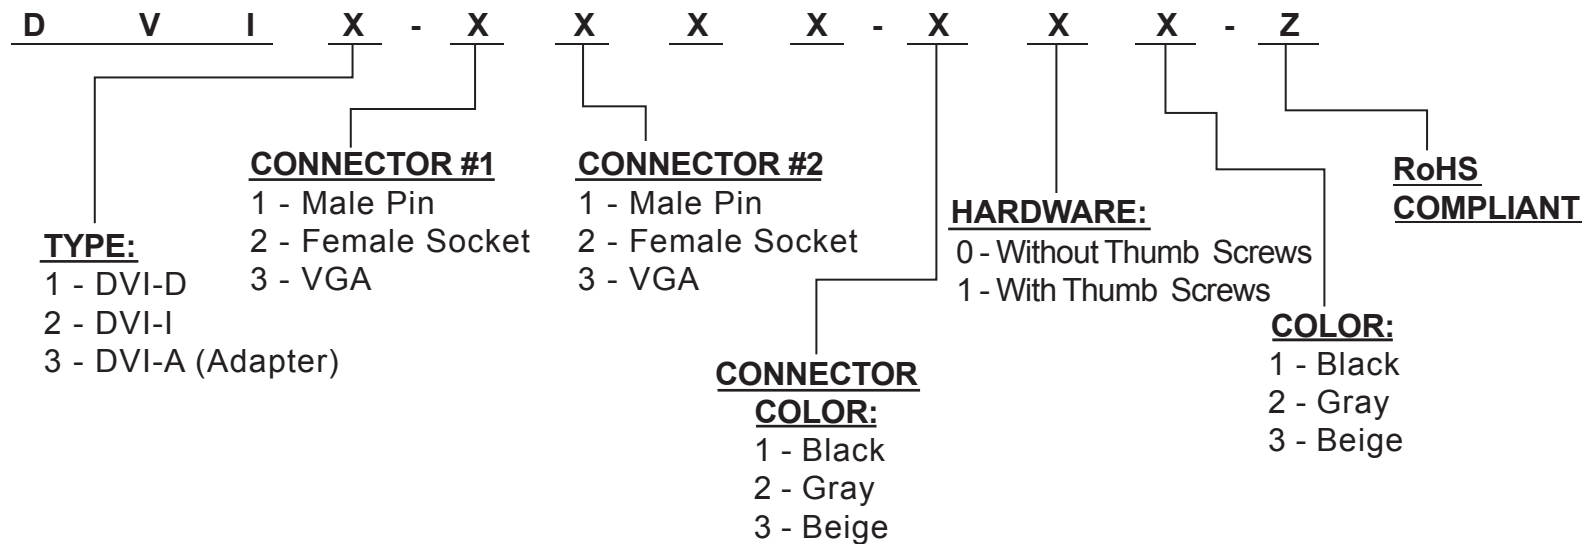 D V I X - X X X X - X X X - Z
CONNECTOR #1
1 - Male Pin
2 - Female Socket
3 - VGA
CONNECTOR #2
1 - Male Pin
2 - Female Socket
3 - VGA
RoHS
COMPLIANT
HARDWARE:
0 - Without Thumb Screws
1 - With Thumb Screws
TYPE:
1 - DVI-D
2 - DVI-I
3 - DVI-A (Adapter)
COLOR:
1 - Black
2 - Gray
3 - Beige
CONNECTOR
COLOR:
1 - Black
2 - Gray
3 - Beige